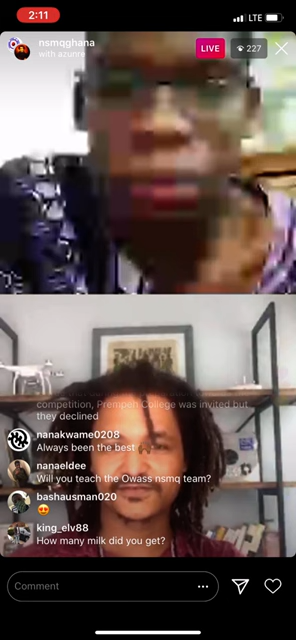 2:11
LTE
nsmqghana
with azunre
LIVE
227
competition, Prempeh College was invited but
they declined
nanakwame0208
Always been the best
nanaeldee
Will you teach the Owass nsmq team?
bashausman020
😍
king_elv88
How many milk did you get?
Comment